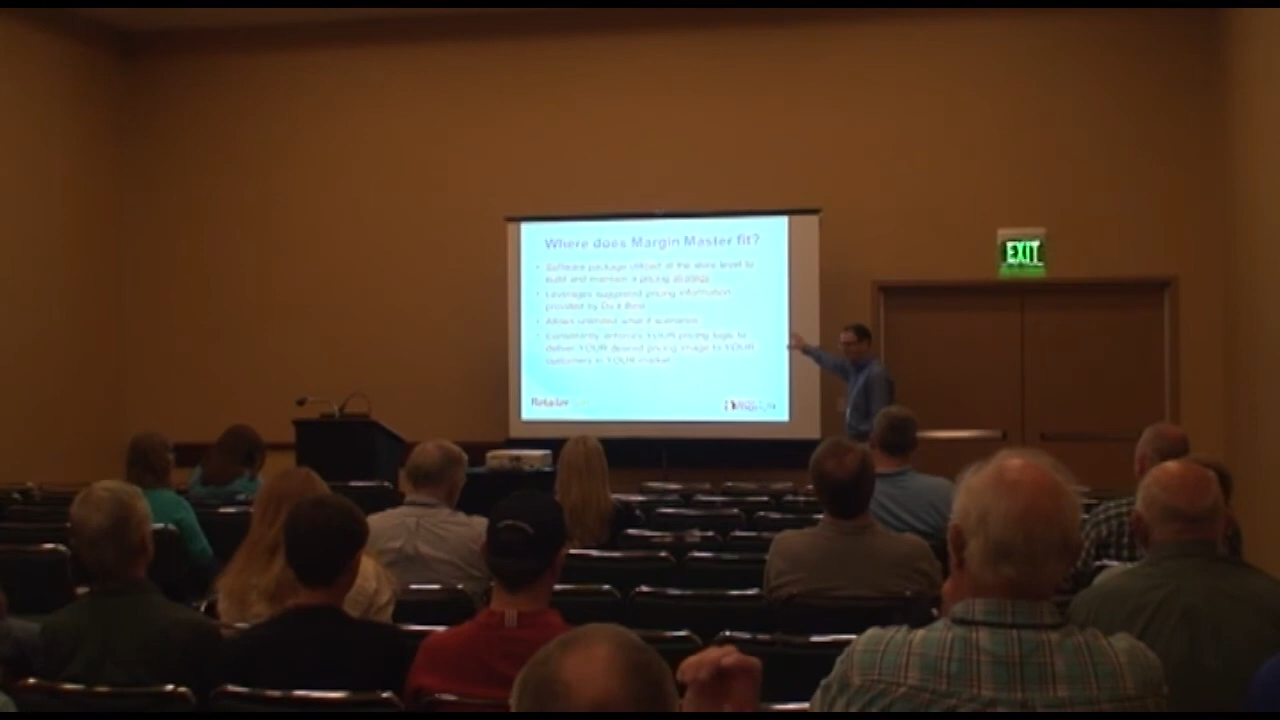 Where does Margin Master fit?
Software package utilized at the store level to
build and maintain a pricing strategy
Leverages suggested pricing information
provided by Do it Best
Allows unlimited what if scenarios
Consistently enforces YOUR pricing logic to
deliver YOUR desired pricing image to YOUR
customers in YOUR market
Retailer
EXIT